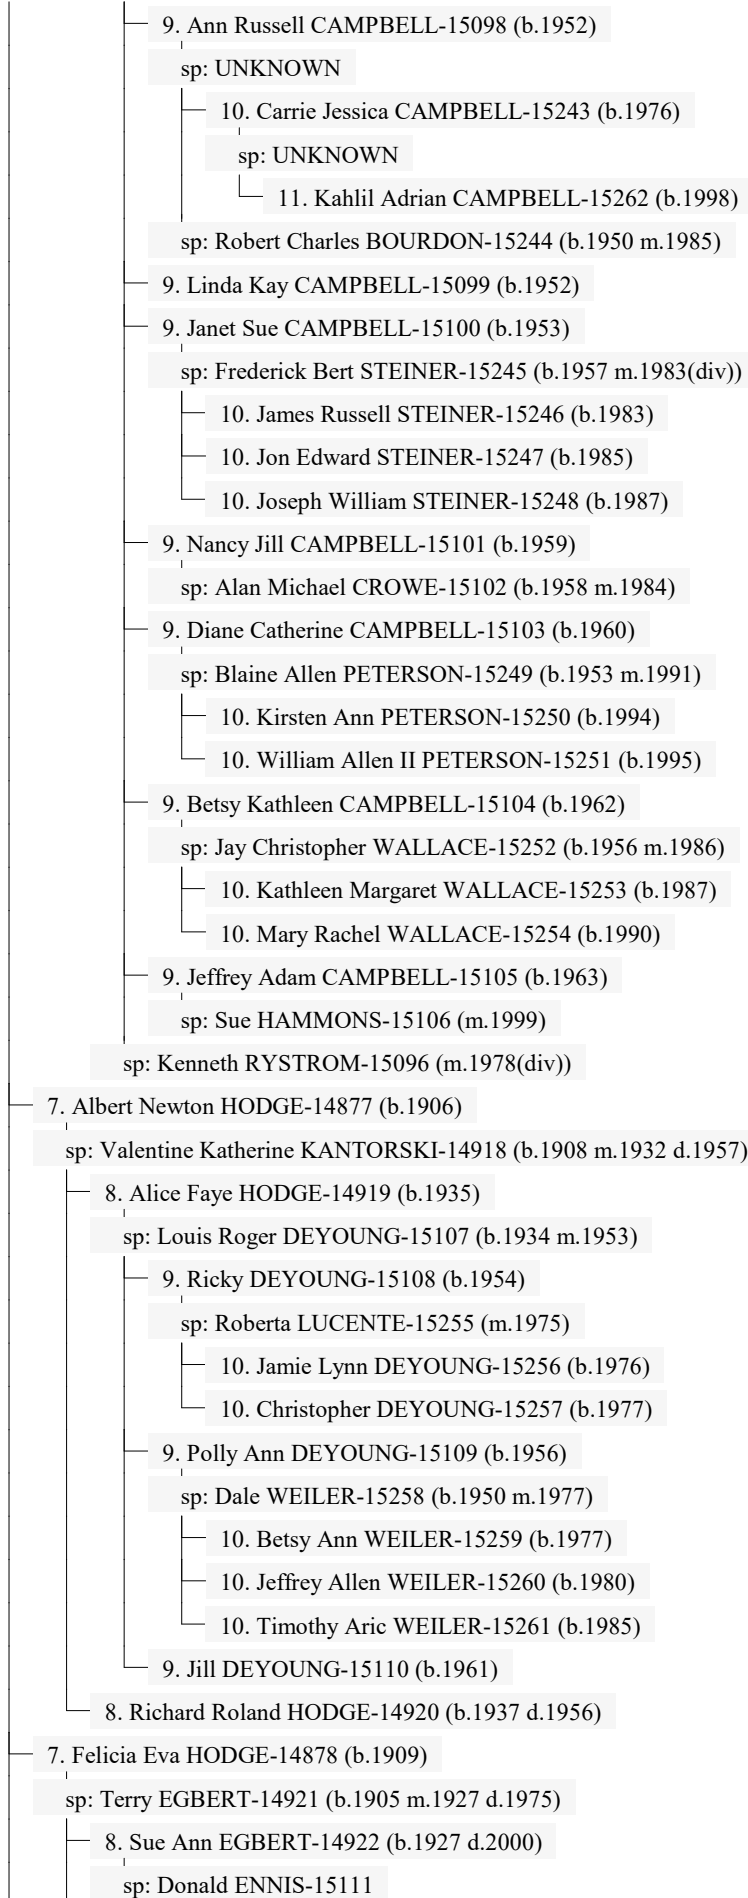 9. Ann Russell CAMPBELL-15098 (b.1952)
sp: UNKNOWN
10. Carrie Jessica CAMPBELL-15243 (b.1976)
sp: UNKNOWN
11. Kahlil Adrian CAMPBELL-15262 (b.1998)
sp: Robert Charles BOURDON-15244 (b.1950 m.1985)
9. Linda Kay CAMPBELL-15099 (b.1952)
9. Janet Sue CAMPBELL-15100 (b.1953)
sp: Frederick Bert STEINER-15245 (b.1957 m.1983(div))
10. James Russell STEINER-15246 (b.1983)
10. Jon Edward STEINER-15247 (b.1985)
10. Joseph William STEINER-15248 (b.1987)
9. Nancy Jill CAMPBELL-15101 (b.1959)
sp: Alan Michael CROWE-15102 (b.1958 m.1984)
9. Diane Catherine CAMPBELL-15103 (b.1960)
sp: Blaine Allen PETERSON-15249 (b.1953 m.1991)
10. Kirsten Ann PETERSON-15250 (b.1994)
10. William Allen II PETERSON-15251 (b.1995)
9. Betsy Kathleen CAMPBELL-15104 (b.1962)
sp: Jay Christopher WALLACE-15252 (b.1956 m.1986)
10. Kathleen Margaret WALLACE-15253 (b.1987)
10. Mary Rachel WALLACE-15254 (b.1990)
9. Jeffrey Adam CAMPBELL-15105 (b.1963)
sp: Sue HAMMONS-15106 (m.1999)
sp: Kenneth RYSTROM-15096 (m.1978(div))
7. Albert Newton HODGE-14877 (b.1906)
sp: Valentine Katherine KANTORSKI-14918 (b.1908 m.1932 d.1957)
8. Alice Faye HODGE-14919 (b.1935)
sp: Louis Roger DEYOUNG-15107 (b.1934 m.1953)
9. Ricky DEYOUNG-15108 (b.1954)
sp: Roberta LUCENTE-15255 (m.1975)
10. Jamie Lynn DEYOUNG-15256 (b.1976)
10. Christopher DEYOUNG-15257 (b.1977)
9. Polly Ann DEYOUNG-15109 (b.1956)
sp: Dale WEILER-15258 (b.1950 m.1977)
10. Betsy Ann WEILER-15259 (b.1977)
10. Jeffrey Allen WEILER-15260 (b.1980)
10. Timothy Aric WEILER-15261 (b.1985)
9. Jill DEYOUNG-15110 (b.1961)
8. Richard Roland HODGE-14920 (b.1937 d.1956)
7. Felicia Eva HODGE-14878 (b.1909)
sp: Terry EGBERT-14921 (b.1905 m.1927 d.1975)
8. Sue Ann EGBERT-14922 (b.1927 d.2000)
sp: Donald ENNIS-15111